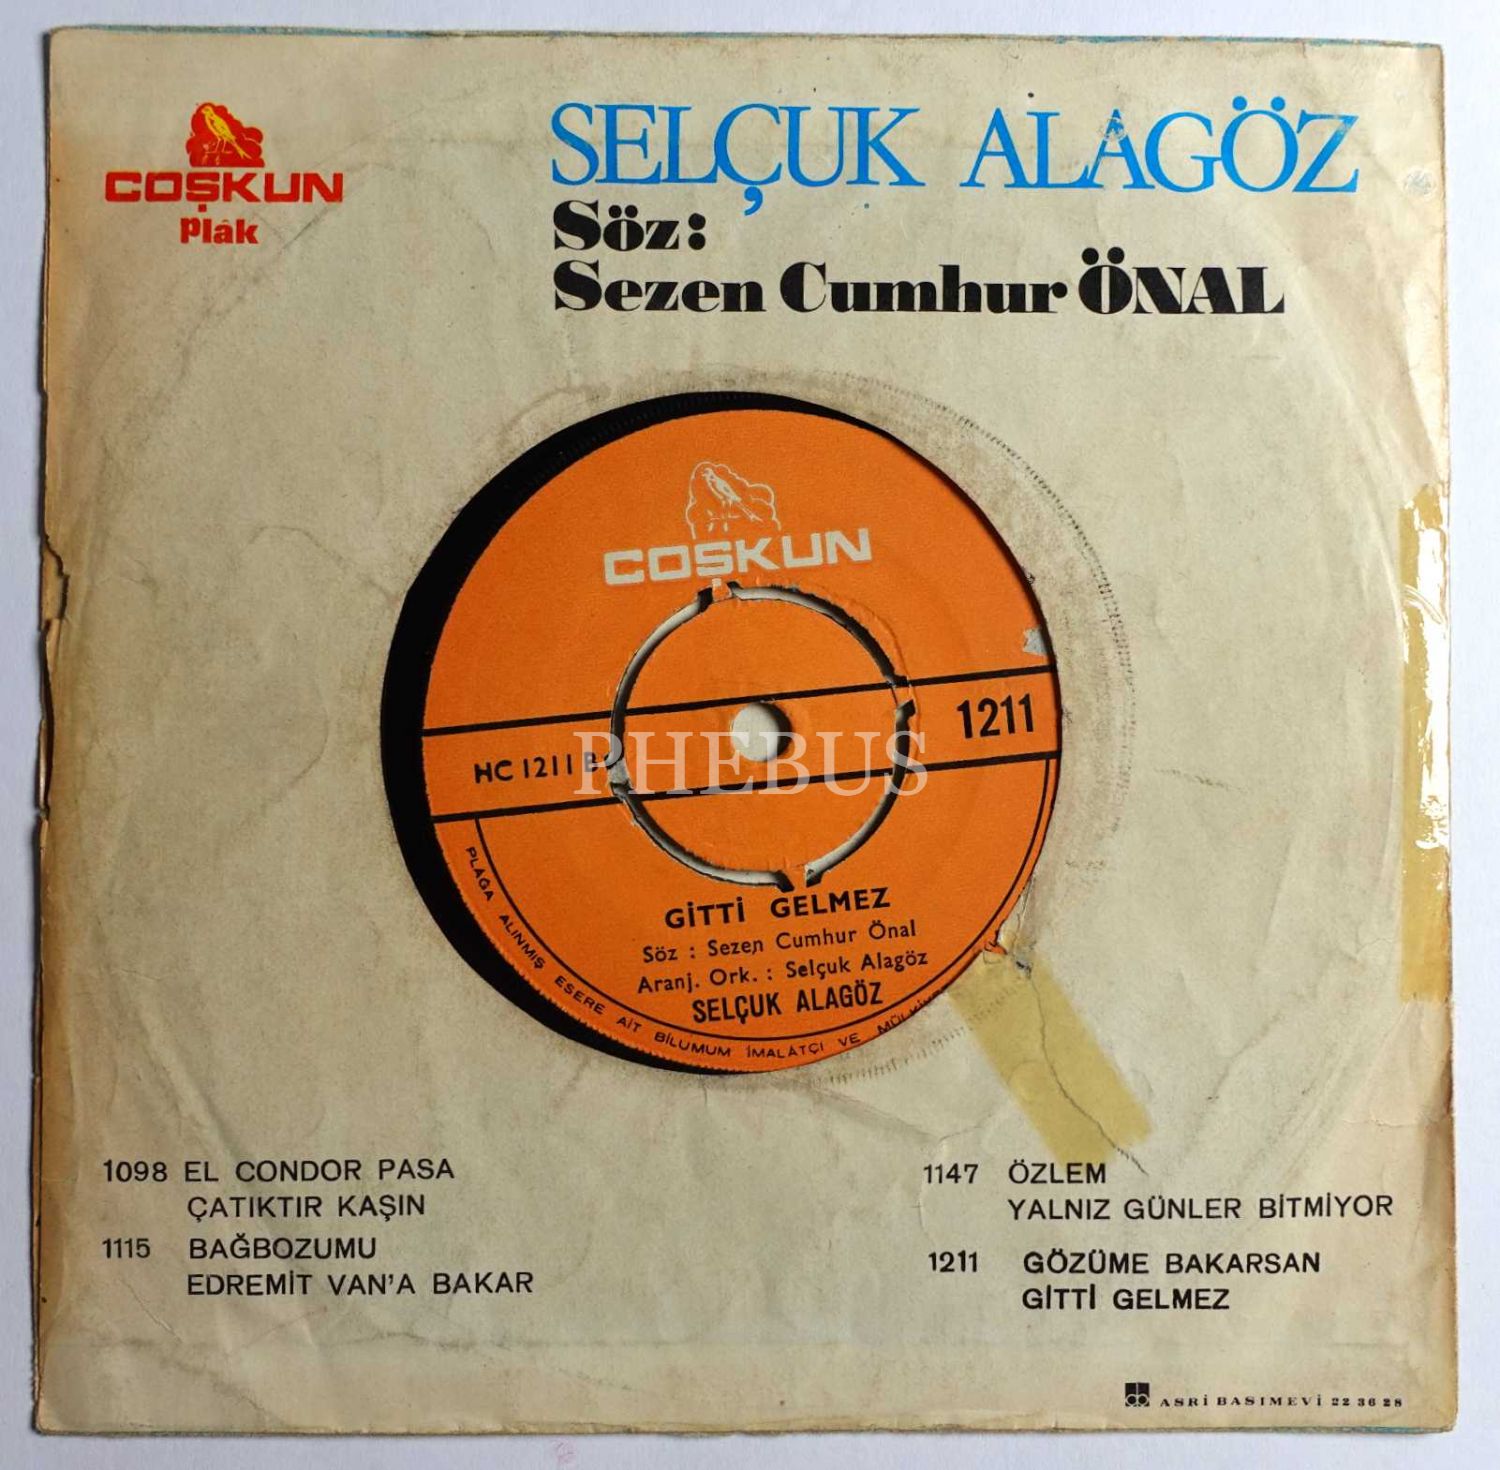 COŞKUN
plâk
SELÇUK ALAGÖZ
Söz:
Sezen Cumhur ÖNAL
COŞKUN
1211
HC 1211 B
PHEBUS
GİTTİ GELMEZ
Söz : Sezen Cumhur Önal
Aranj. Ork. : Selçuk Alagöz
SELÇUK ALAGÖZ
PLAĞA ALINMIŞ ESERE AİT BİLUMUM İMALÂTÇI VE
1098 EL CONDOR PASA
ÇATIKTIR KAŞIN
1115 BAĞBOZUMU
EDREMİT VAN'A BAKAR
1147 ÖZLEM
YALNIZ GÜNLER BİTMİYOR
1211 GÖZÜME BAKARSAN
GİTTİ GELMEZ
ASRİ BASIMEVİ 22 36 28